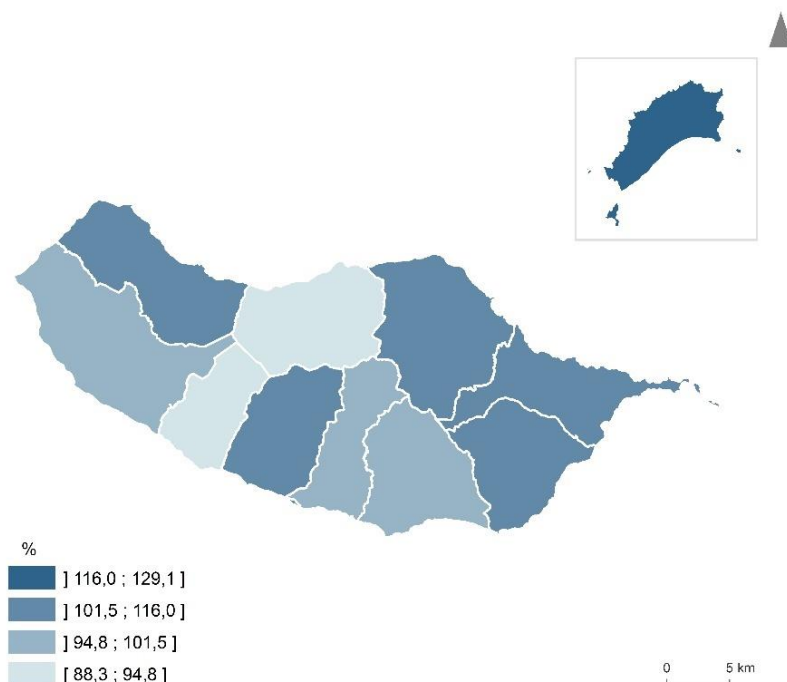 %
] 116,0 ; 129,1 ]
] 101,5 ; 116,0 ]
] 94,8 ; 101,5 ]
[ 88,3 ; 94,8 ]
0 5 km